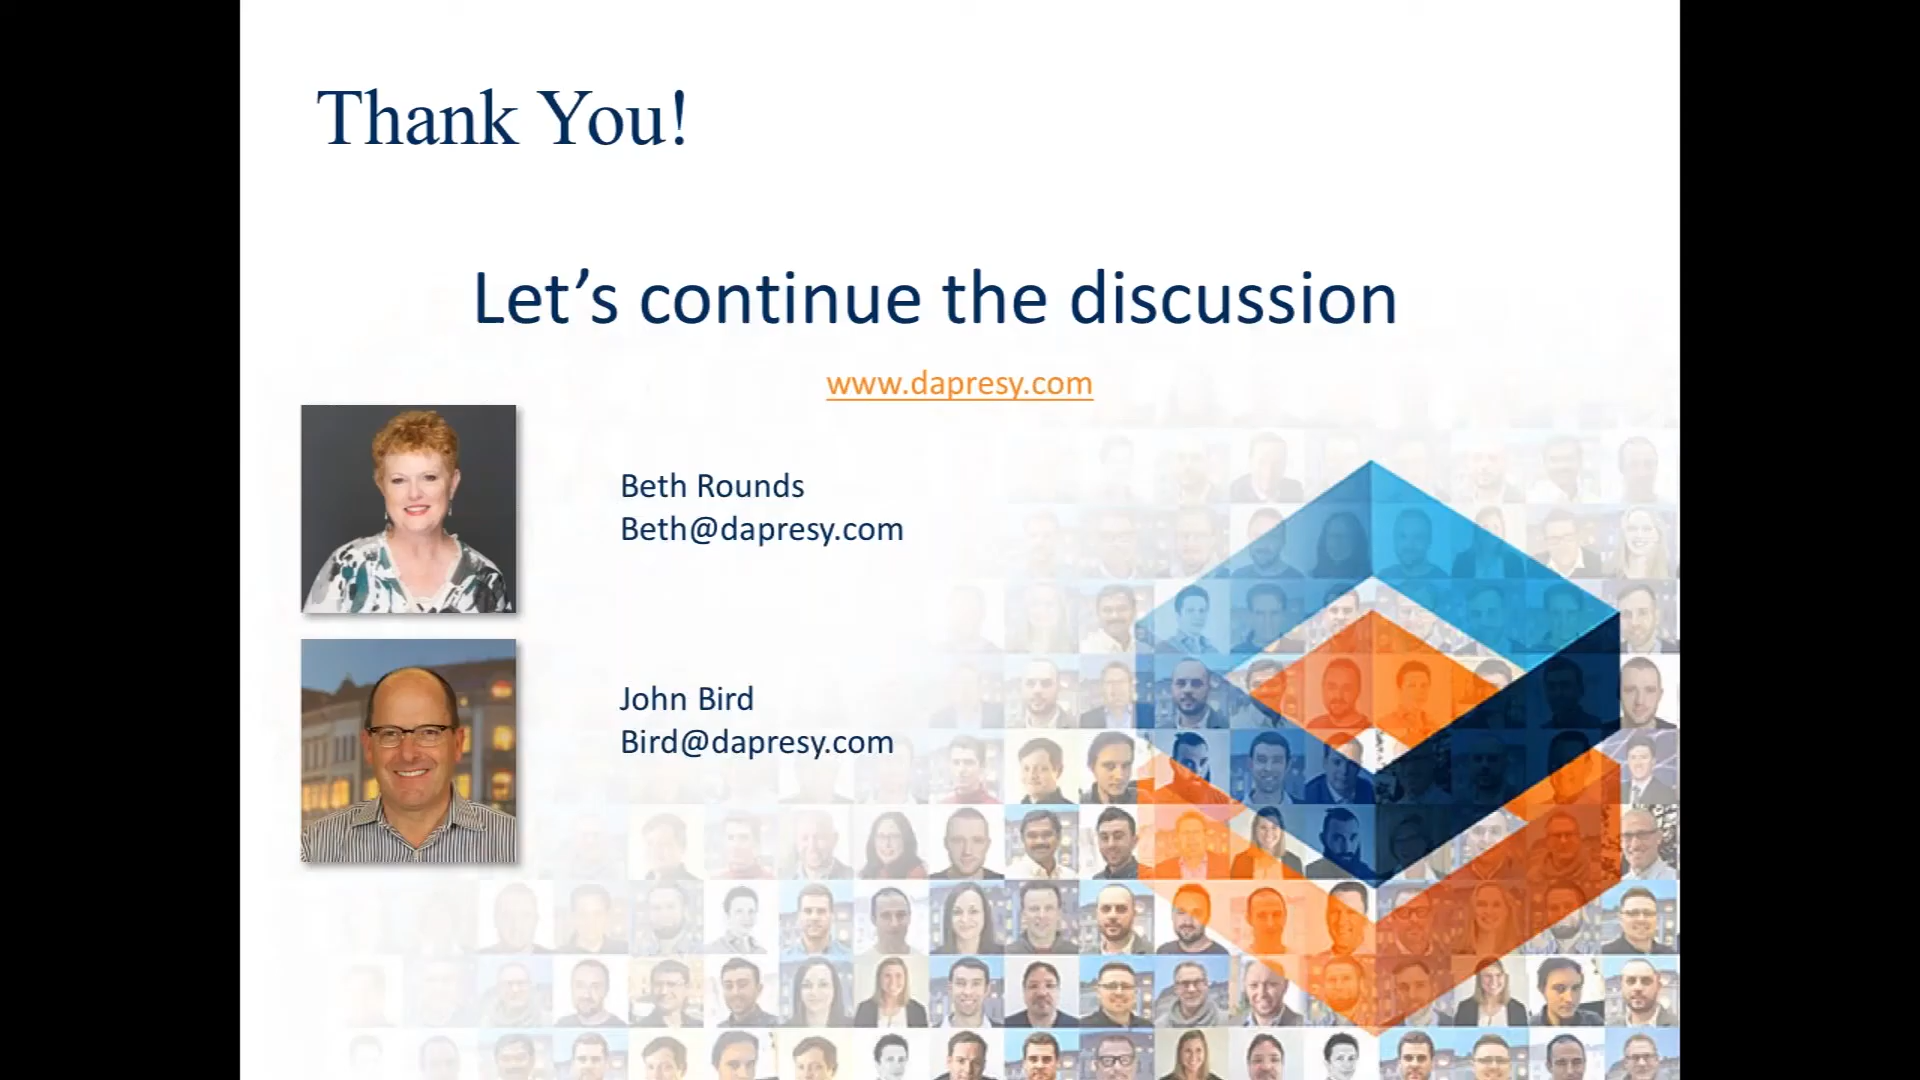 Thank You!
Let’s continue the discussion
www.dapresy.com
Beth Rounds
Beth@dapresy.com
John Bird
Bird@dapresy.com